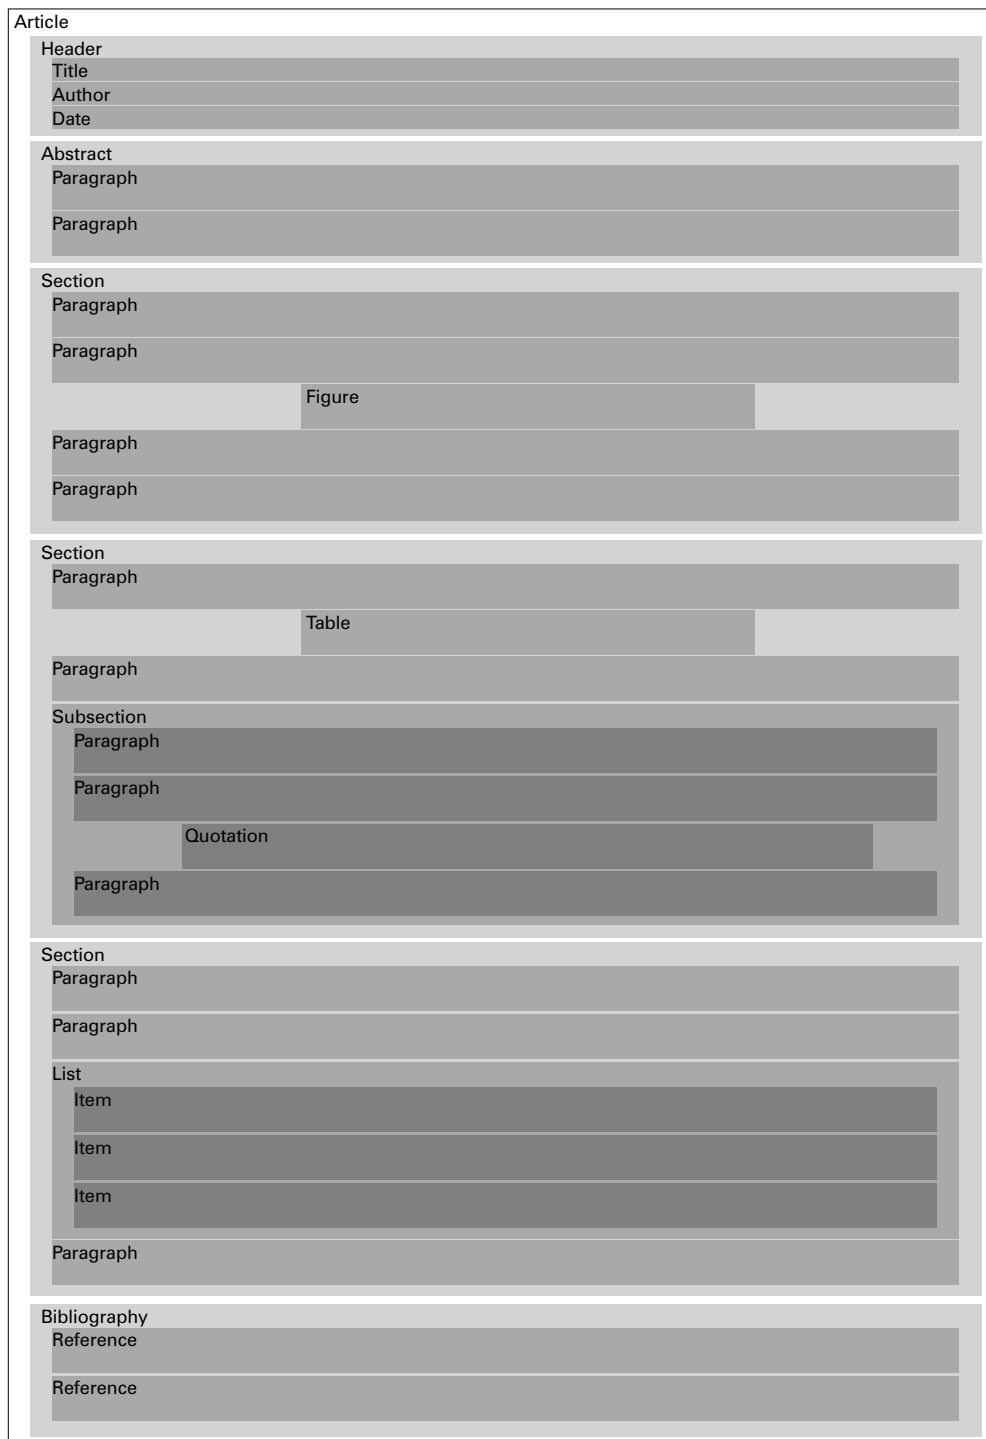 Article
Header
Title
Author
Date
Abstract
Paragraph
Paragraph
Section
Paragraph
Paragraph
Figure
Paragraph
Paragraph
Section
Paragraph
Table
Paragraph
Subsection
Paragraph
Paragraph
Quotation
Paragraph
Section
Paragraph
Paragraph
List
Item
Item
Item
Paragraph
Bibliography
Reference
Reference